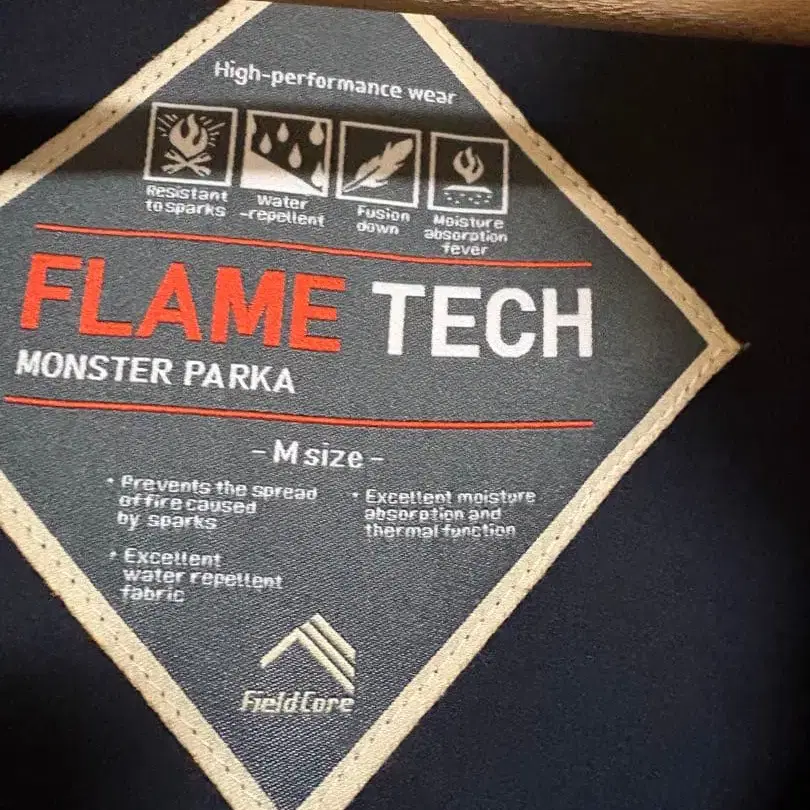 High-performance wear
Resistant
to sparks
Water
-repellent
Fusion
down
Moisture
absorption
fever
FLAME TECH
MONSTER PARKA
- M size -
• Prevents the spread
of fire caused
by sparks
• Excellent
water repellent
fabric
• Excellent moisture
absorption and
thermal function
FieldCore